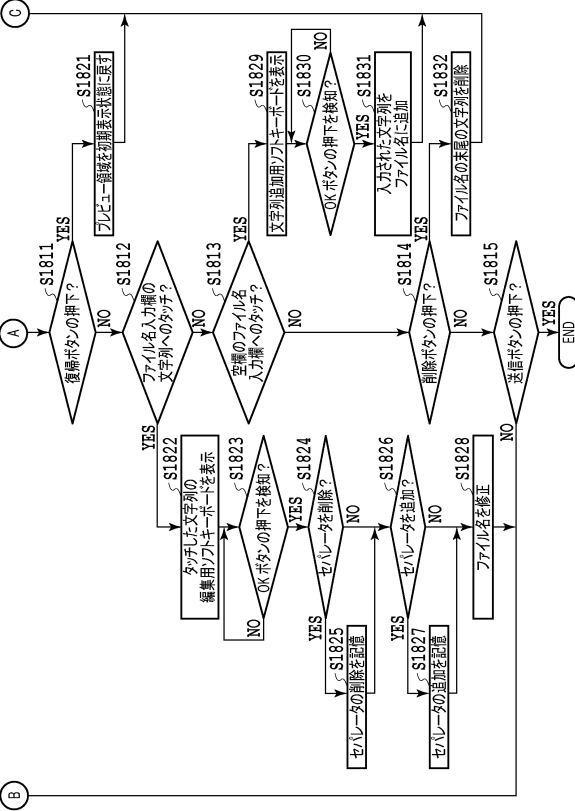 A
B
C
S1811
復帰ボタンの押下?
YES
NO
S1821
プレビュー領域を初期表示状態に戻す
S1812
ファイル名入力欄の
文字列へのタッチ?
YES
NO
S1822
タッチした文字列の
編集用ソフトキーボードを表示
S1823
OKボタンの押下を検知?
NO
YES
S1824
セパレータを削除?
YES
NO
S1825
セパレータの削除を記憶
S1826
セパレータを追加?
YES
NO
S1827
セパレータの追加を記憶
S1828
ファイル名を修正
S1813
空欄のファイル名
入力欄へのタッチ?
YES
NO
S1829
文字列追加用ソフトキーボードを表示
S1830
OKボタンの押下を検知?
NO
YES
S1831
入力された文字列を
ファイル名に追加
S1814
削除ボタンの押下?
YES
NO
S1832
ファイル名の末尾の文字列を削除
S1815
送信ボタンの押下?
NO
YES
END